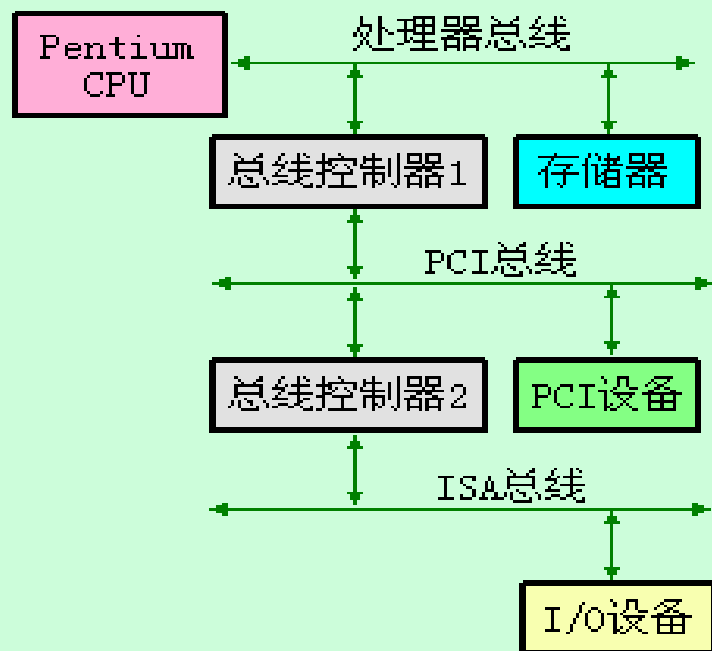 Pentium
CPU
处理器总线
总线控制器1
存储器
PCI总线
总线控制器2
PCI设备
ISA总线
I/O设备